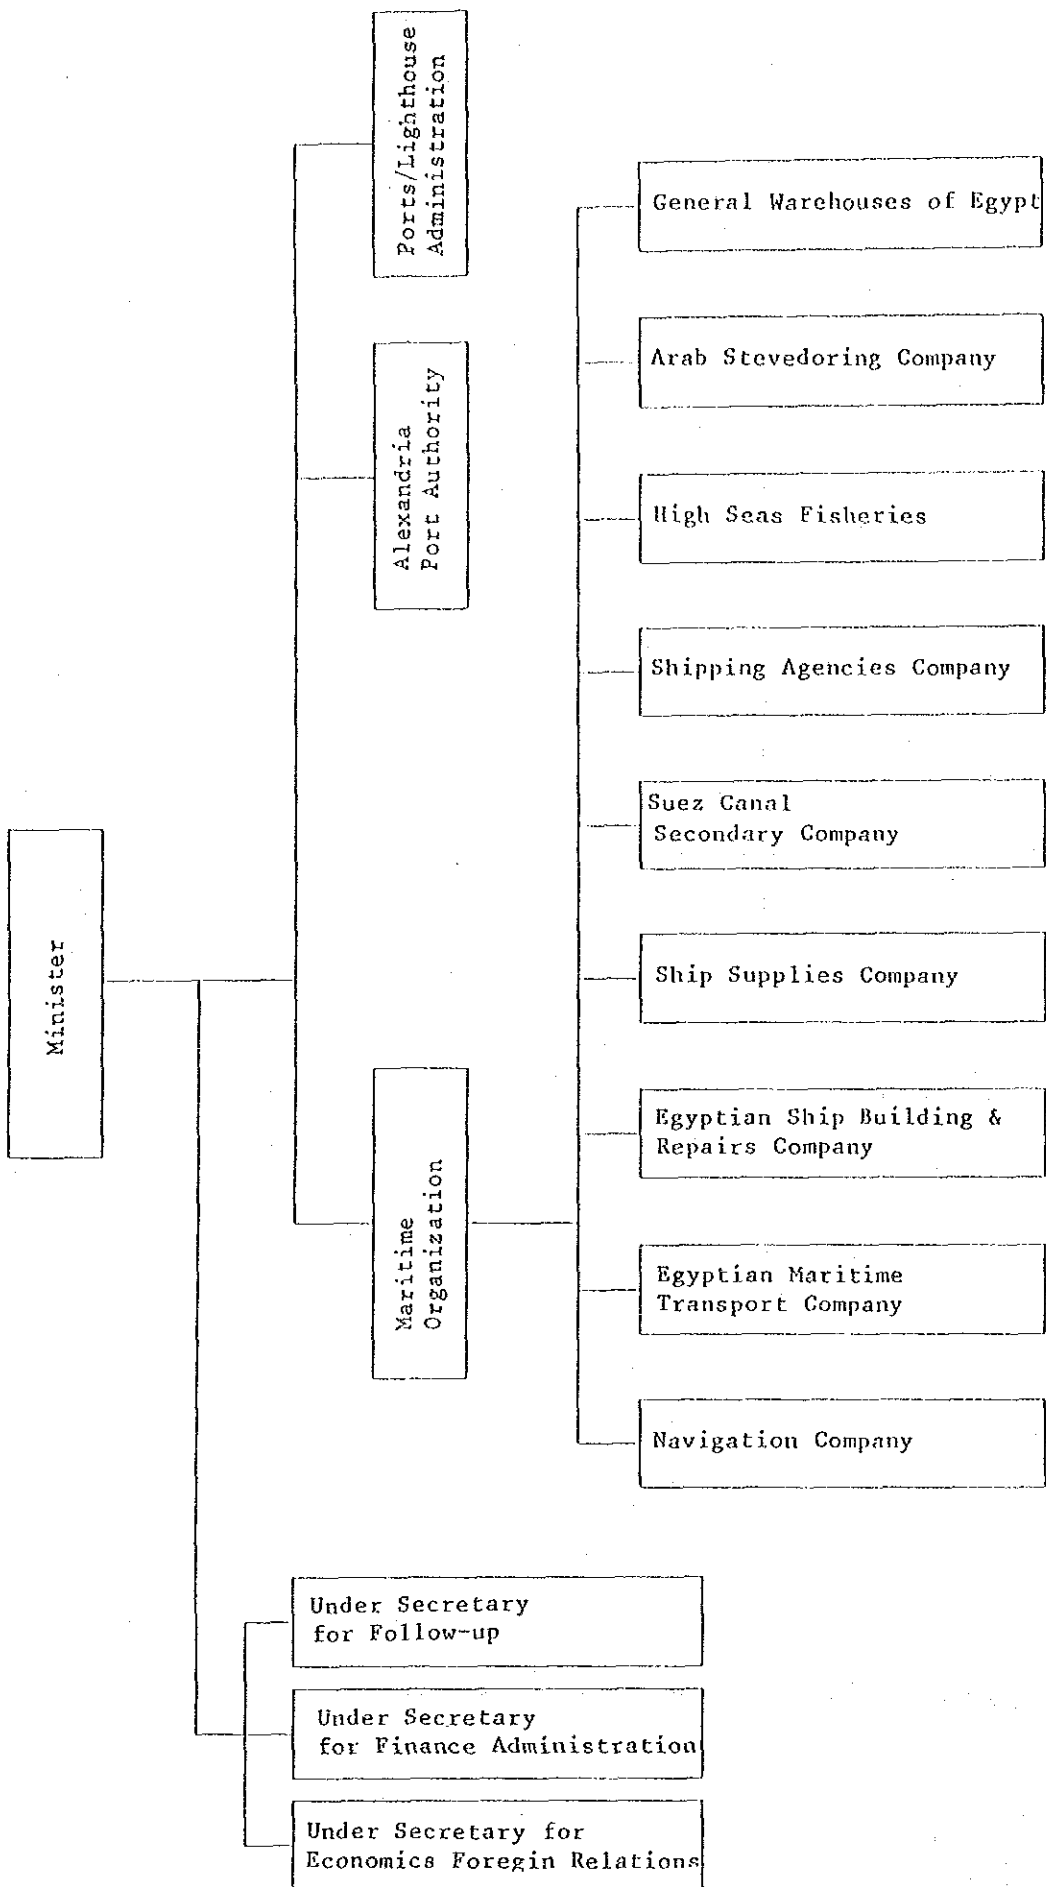 Minister
Ports/Lighthouse
Administration
Alexandria
Port Authority
Maritime
Organization
General Warehouses of Egypt
Arab Stevedoring Company
High Seas Fisheries
Shipping Agencies Company
Suez Canal
Secondary Company
Ship Supplies Company
Egyptian Ship Building &
Repairs Company
Egyptian Maritime
Transport Company
Navigation Company
Under Secretary
for Follow-up
Under Secretary
for Finance Administration
Under Secretary for
Economics Foregin Relations